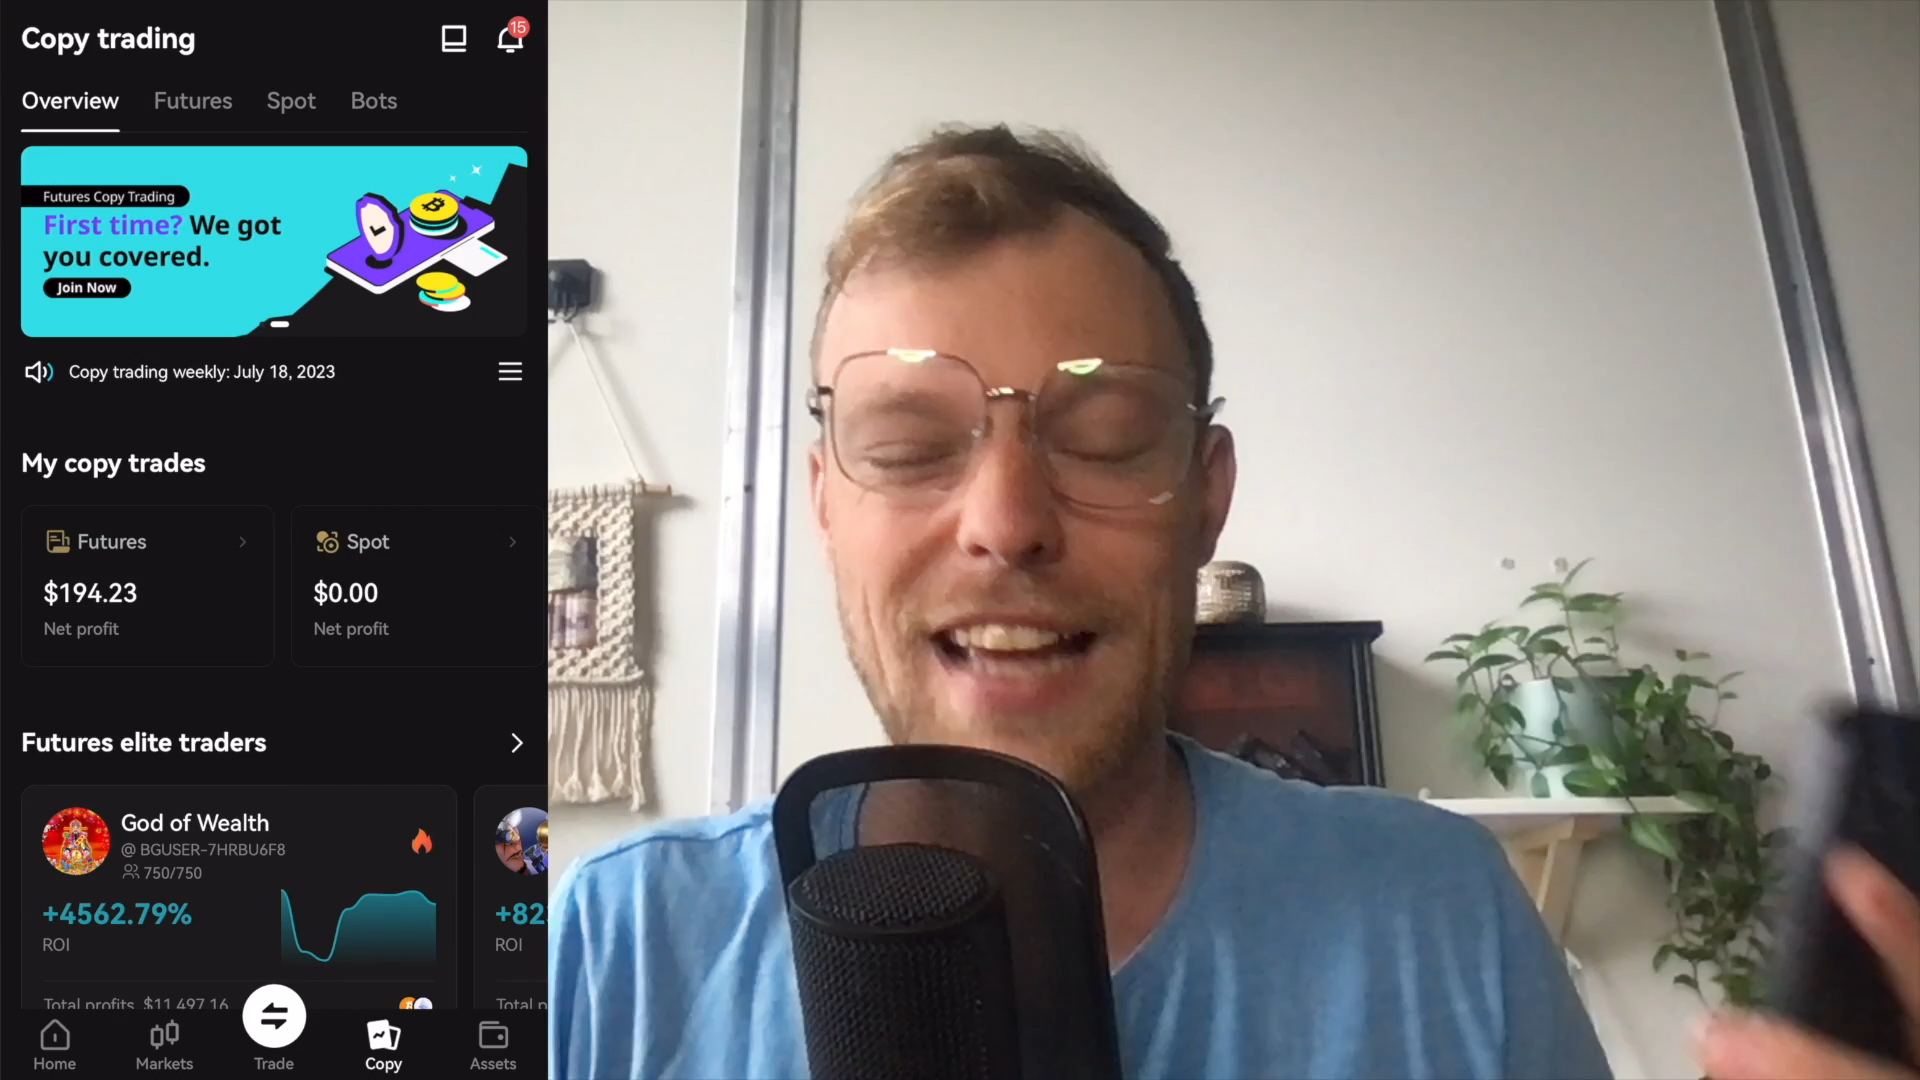 Copy trading
15
Overview Futures Spot Bots
Futures Copy Trading
First time? We got
you covered.
Join Now
Copy trading weekly: July 18, 2023
My copy trades
Futures
$194.23
Net profit
Spot
$0.00
Net profit
Futures elite traders
God of Wealth
@ BGUSER-7HRBU6F8
750/750
+4562.79%
ROI
Total profits $11,497.16
+82
ROI
Total p
Home Markets Trade Copy Assets